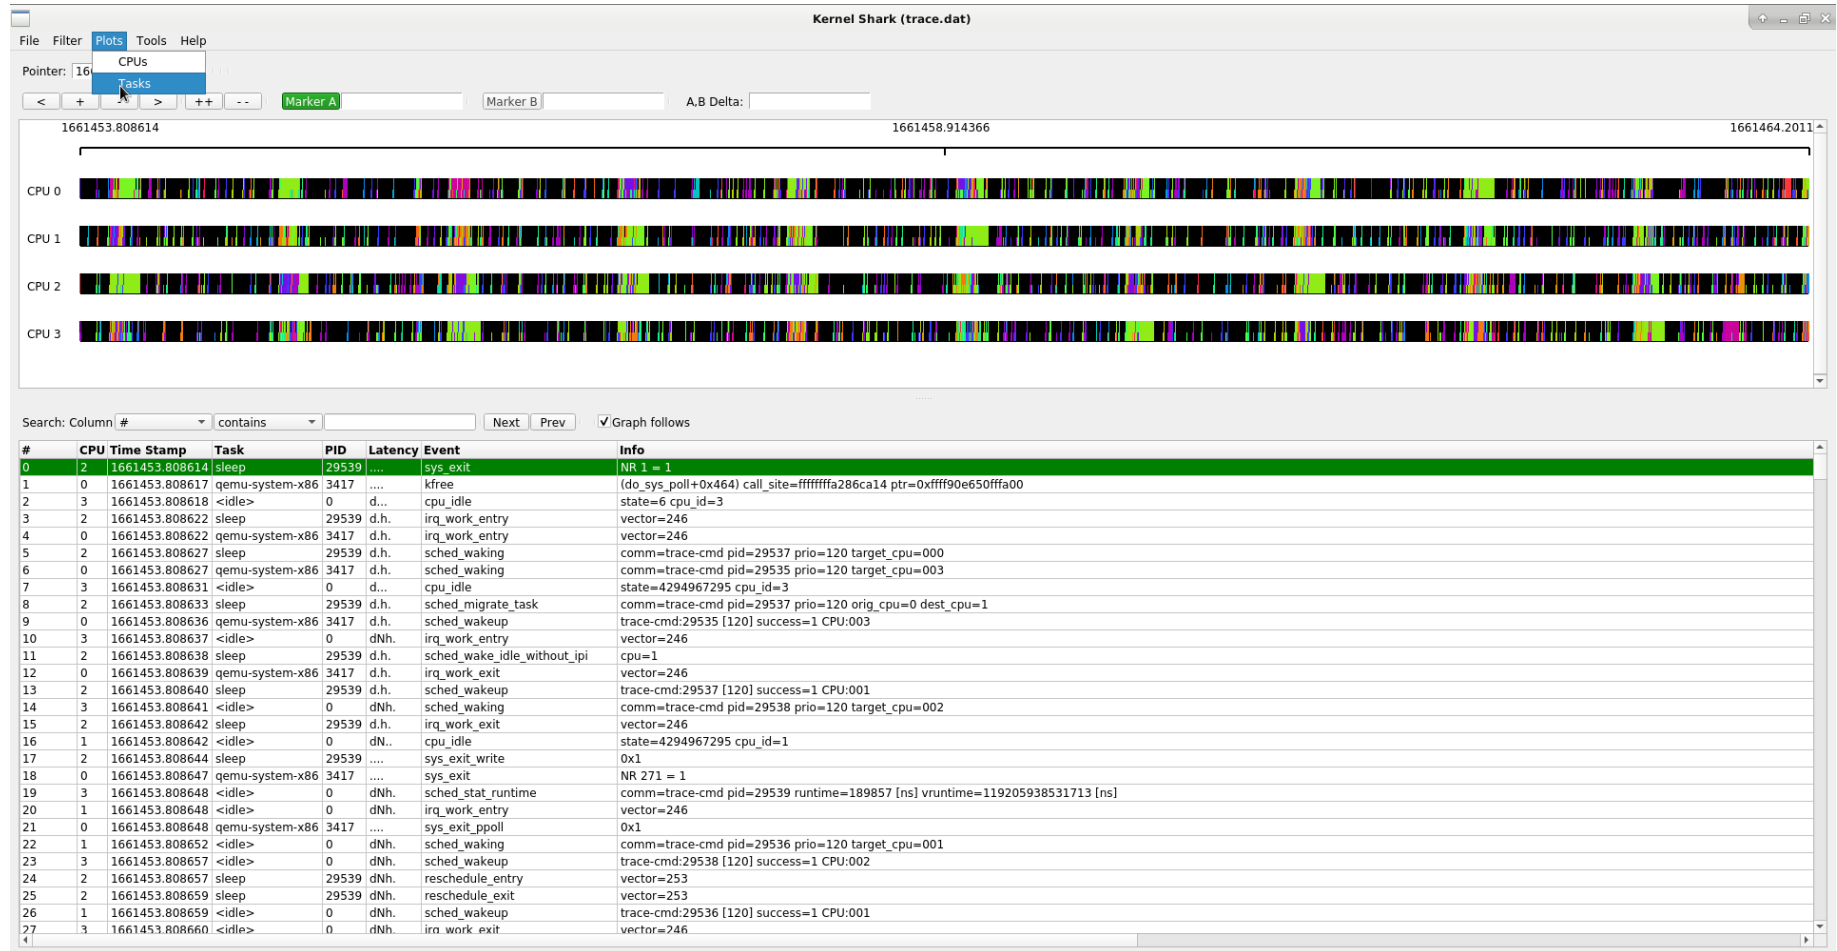 Kernel Shark (trace.dat)
File Filter Plots Tools Help
CPUs
Pointer: 16
Tasks
< + - > ++ -- Marker A Marker B A,B Delta:
1661453.808614 1661458.914366 1661464.2011
CPU 0
CPU 1
CPU 2
CPU 3
Search: Column # contains Next Prev Graph follows
# CPU Time Stamp Task PID Latency Event Info
0 2 1661453.808614 sleep 29539 .... sys_exit NR 1 = 1
1 0 1661453.808617 qemu-system-x86 3417 .... kfree (do_sys_poll+0x464) call_site=ffffffffa286ca14 ptr=0xffff90e650fffa00
2 3 1661453.808618 <idle> 0 d... cpu_idle state=6 cpu_id=3
3 2 1661453.808622 sleep 29539 d.h. irq_work_entry vector=246
4 0 1661453.808622 qemu-system-x86 3417 d.h. irq_work_entry vector=246
5 2 1661453.808627 sleep 29539 d.h. sched_waking comm=trace-cmd pid=29537 prio=120 target_cpu=000
6 0 1661453.808627 qemu-system-x86 3417 d.h. sched_waking comm=trace-cmd pid=29535 prio=120 target_cpu=003
7 3 1661453.808631 <idle> 0 d... cpu_idle state=4294967295 cpu_id=3
8 2 1661453.808633 sleep 29539 d.h. sched_migrate_task comm=trace-cmd pid=29537 prio=120 orig_cpu=0 dest_cpu=1
9 0 1661453.808636 qemu-system-x86 3417 d.h. sched_wakeup trace-cmd:29535 [120] success=1 CPU:003
10 3 1661453.808637 <idle> 0 dNh. irq_work_entry vector=246
11 2 1661453.808638 sleep 29539 d.h. sched_wake_idle_without_ipi cpu=1
12 0 1661453.808639 qemu-system-x86 3417 d.h. irq_work_exit vector=246
13 2 1661453.808640 sleep 29539 d.h. sched_wakeup trace-cmd:29537 [120] success=1 CPU:001
14 3 1661453.808641 <idle> 0 dNh. sched_waking comm=trace-cmd pid=29538 prio=120 target_cpu=002
15 2 1661453.808642 sleep 29539 d.h. irq_work_exit vector=246
16 1 1661453.808642 <idle> 0 dN.. cpu_idle state=4294967295 cpu_id=1
17 2 1661453.808644 sleep 29539 .... sys_exit_write 0x1
18 0 1661453.808647 qemu-system-x86 3417 .... sys_exit NR 271 = 1
19 3 1661453.808648 <idle> 0 dNh. sched_stat_runtime comm=trace-cmd pid=29539 runtime=189857 [ns] vruntime=119205938531713 [ns]
20 1 1661453.808648 <idle> 0 dNh. irq_work_entry vector=246
21 0 1661453.808648 qemu-system-x86 3417 .... sys_exit_ppoll 0x1
22 1 1661453.808652 <idle> 0 dNh. sched_waking comm=trace-cmd pid=29536 prio=120 target_cpu=001
23 3 1661453.808657 <idle> 0 dNh. sched_wakeup trace-cmd:29538 [120] success=1 CPU:002
24 2 1661453.808657 sleep 29539 dNh. reschedule_entry vector=253
25 2 1661453.808659 sleep 29539 dNh. reschedule_exit vector=253
26 1 1661453.808659 <idle> 0 dNh. sched_wakeup trace-cmd:29536 [120] success=1 CPU:001
27 3 1661453.808660 <idle> 0 dNh. irq_work_exit vector=246